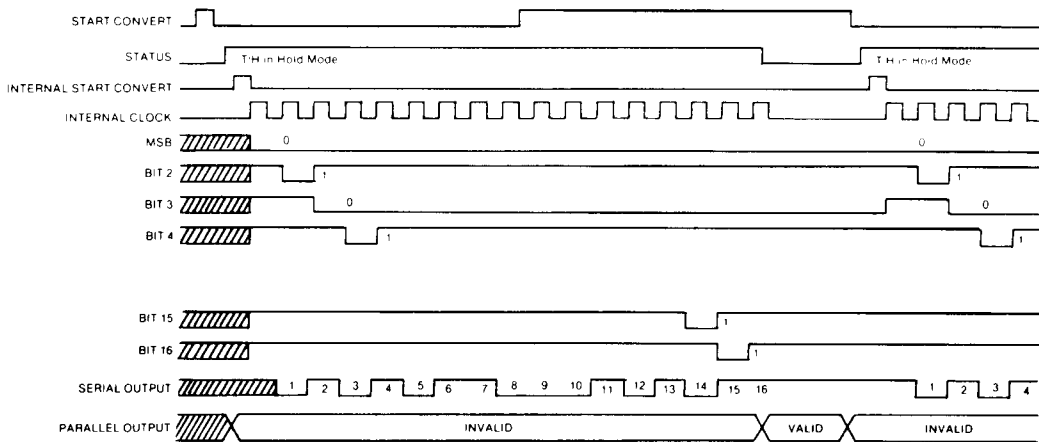 START CONVERT
STATUS
T/H in Hold Mode
T/H in Hold Mode
INTERNAL START CONVERT
INTERNAL CLOCK
MSB
0
0
BIT 2
1
1
BIT 3
0
0
BIT 4
1
1
BIT 15
1
BIT 16
1
SERIAL OUTPUT
1 2 3 4 5 6 7 8 9 10 11 12 13 14 15 16 1 2 3 4
PARALLEL OUTPUT
INVALID
VALID
INVALID